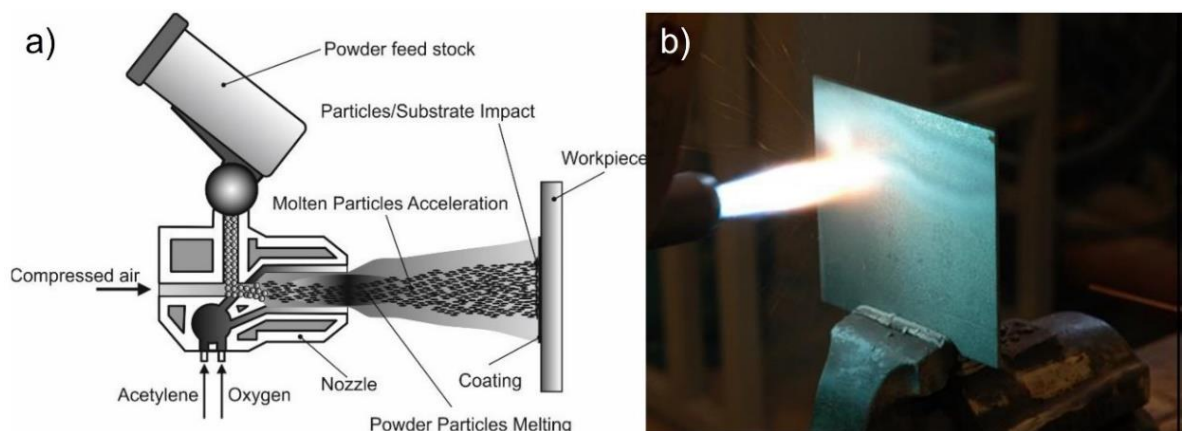 a)
Powder feed stock
Particles/Substrate Impact
Workpiece
Molten Particles Acceleration
Compressed air
Nozzle
Coating
Acetylene
Oxygen
Powder Particles Melting
b)